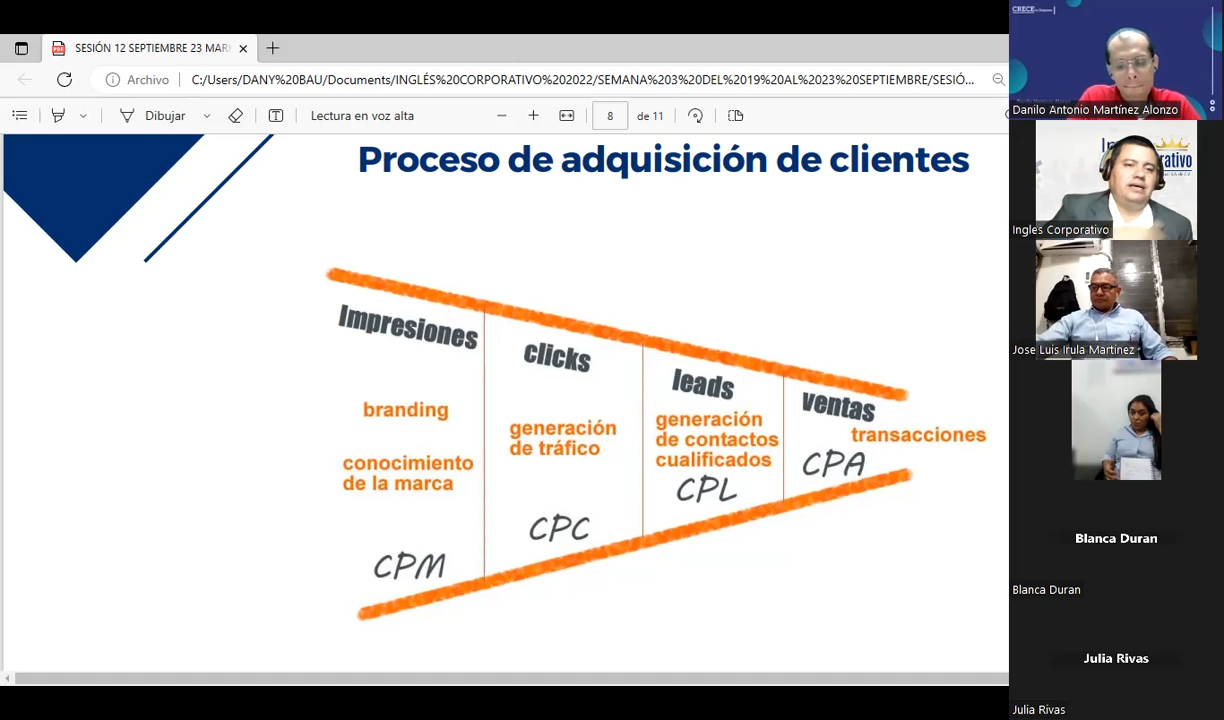 SESIÓN 12 SEPTIEMBRE 23 MAR
Archivo
C:/Users/DANY%20BAU/Documents/INGLÉS%20CORPORATIVO%202022/SEMANA%203%20DEL%2019%20AL%2023%20SEPTIEMBRE/SESIÓ...
Dibujar
Lectura en voz alta
8
de 11
Proceso de adquisición de clientes
Impresiones
branding
conocimiento
de la marca
CPM
clicks
generación
de tráfico
CPC
leads
generación
de contactos
cualificados
CPL
ventas
transacciones
CPA
CRECE
Danilo Antonio Martínez Alonzo
Ingles Corporativo
Jose Luis Irula Martinez
Blanca Duran
Blanca Duran
Julia Rivas
Julia Rivas